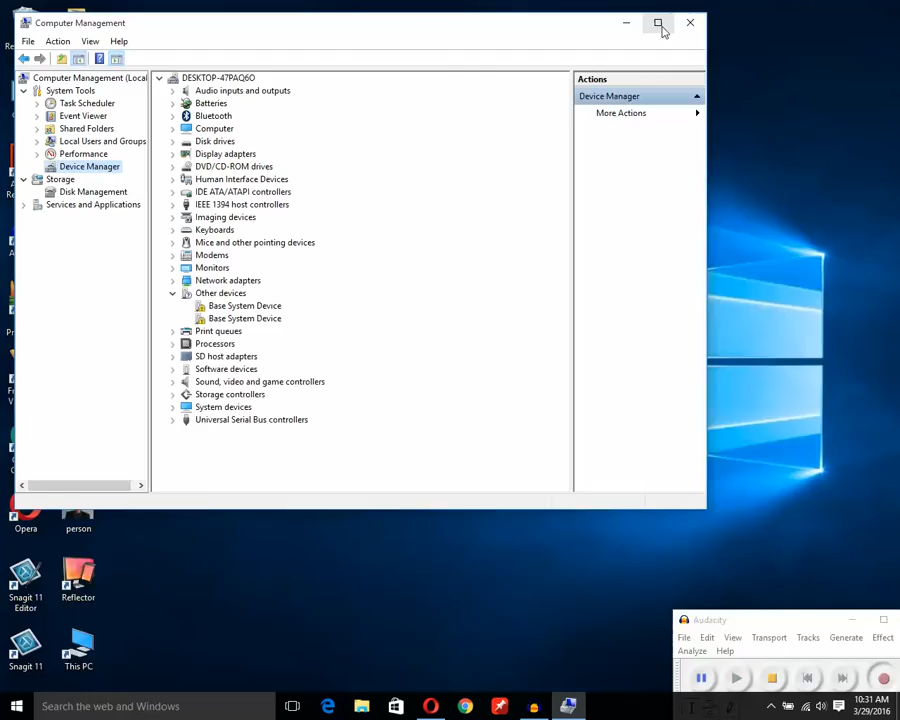 Computer Management
File Action View Help
Computer Management (Local
System Tools
Task Scheduler
Event Viewer
Shared Folders
Local Users and Groups
Performance
Device Manager
Storage
Disk Management
Services and Applications
DESKTOP-47PAQ6O
Audio inputs and outputs
Batteries
Bluetooth
Computer
Disk drives
Display adapters
DVD/CD-ROM drives
Human Interface Devices
IDE ATA/ATAPI controllers
IEEE 1394 host controllers
Imaging devices
Keyboards
Mice and other pointing devices
Modems
Monitors
Network adapters
Other devices
Base System Device
Base System Device
Print queues
Processors
SD host adapters
Software devices
Sound, video and game controllers
Storage controllers
System devices
Universal Serial Bus controllers
Actions
Device Manager
More Actions
Opera
person
Snagit 11
Editor
Reflector
Snagit 11
This PC
Audacity
File Edit View Transport Tracks Generate Effect
Analyze Help
Search the web and Windows
10:31 AM
3/29/2016